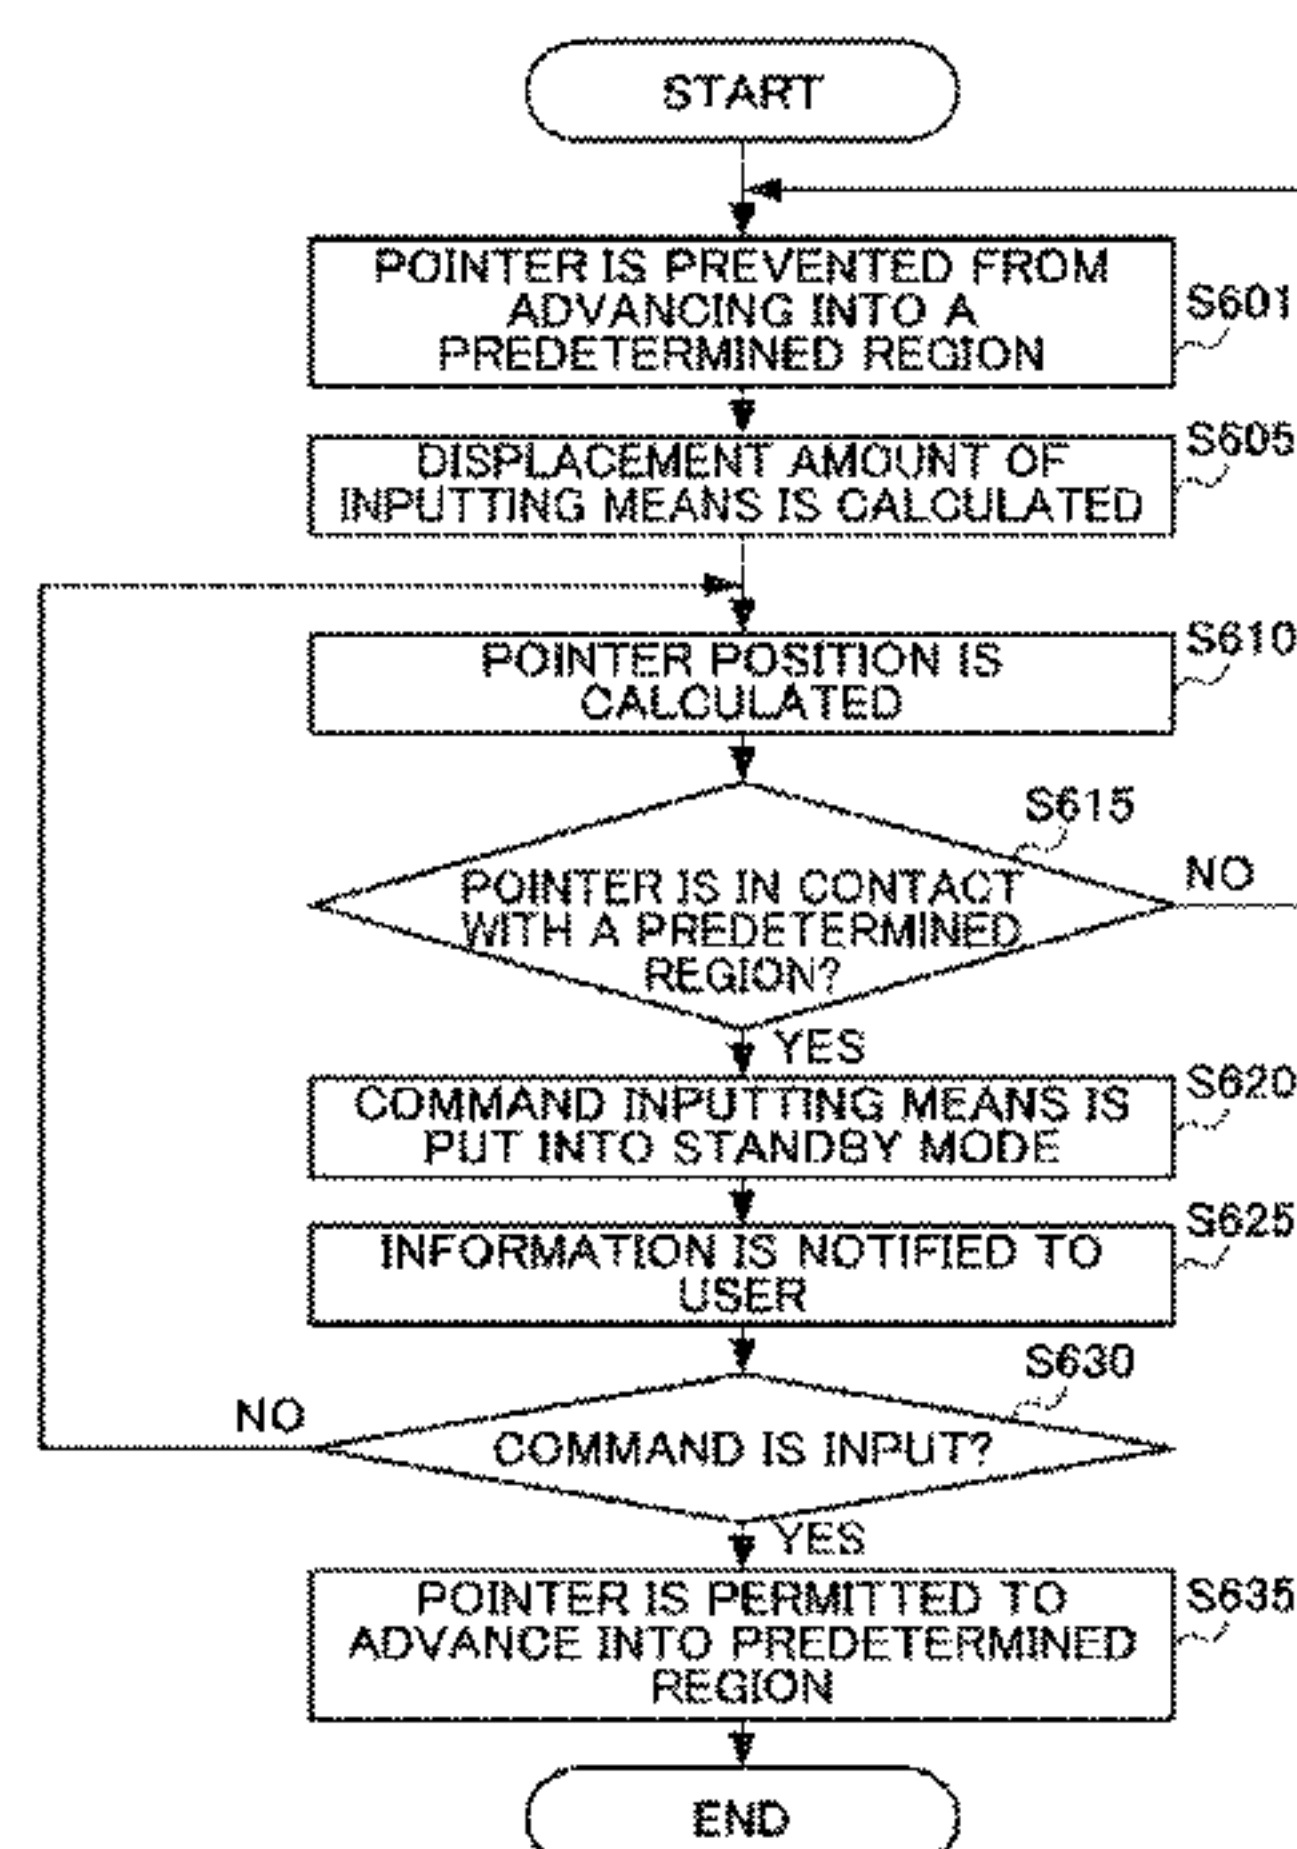 START
POINTER IS PREVENTED FROM
ADVANCING INTO A
PREDETERMINED REGION
S601
DISPLACEMENT AMOUNT OF
INPUTTING MEANS IS CALCULATED
S605
POINTER POSITION IS
CALCULATED
S610
S615
POINTER IS IN CONTACT
WITH A PREDETERMINED
REGION?
NO
YES
COMMAND INPUTTING MEANS IS
PUT INTO STANDBY MODE
S620
INFORMATION IS NOTIFIED TO
USER
S625
S630
COMMAND IS INPUT?
NO
YES
POINTER IS PERMITTED TO
ADVANCE INTO PREDETERMINED
REGION
S635
END